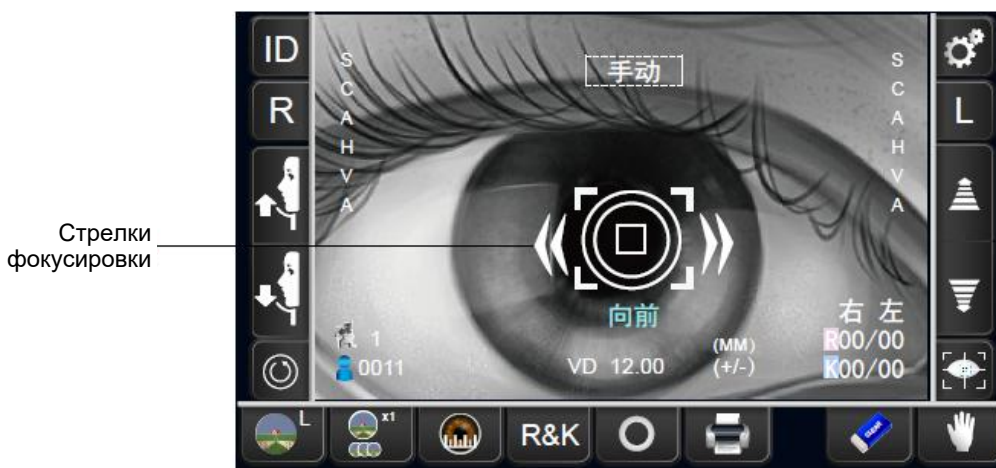 ID
R
Стрелки
фокусировки
S
C
A
H
V
A
手动
S
C
A
H
V
A
L
向前
1
0011
VD 12.00
(MM)
(+/-)
右 左
R00/00
K00/00
L
x1
R&K
CLEAR